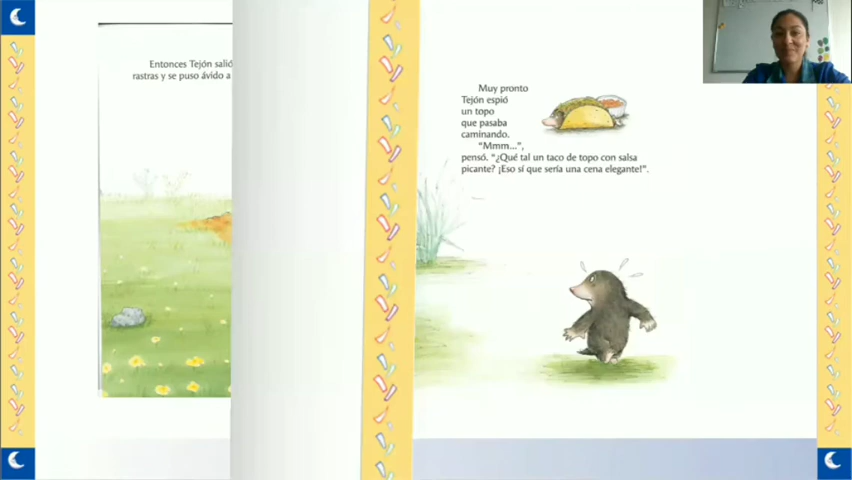 Entonces Tejón salió
rastras y se puso ávido a
Muy pronto
Tejón espió
un topo
que pasaba
caminando.
“Mmm...”,
pensó. “¿Qué tal un taco de topo con salsa
picante? ¡Eso sí que sería una cena elegante!”.